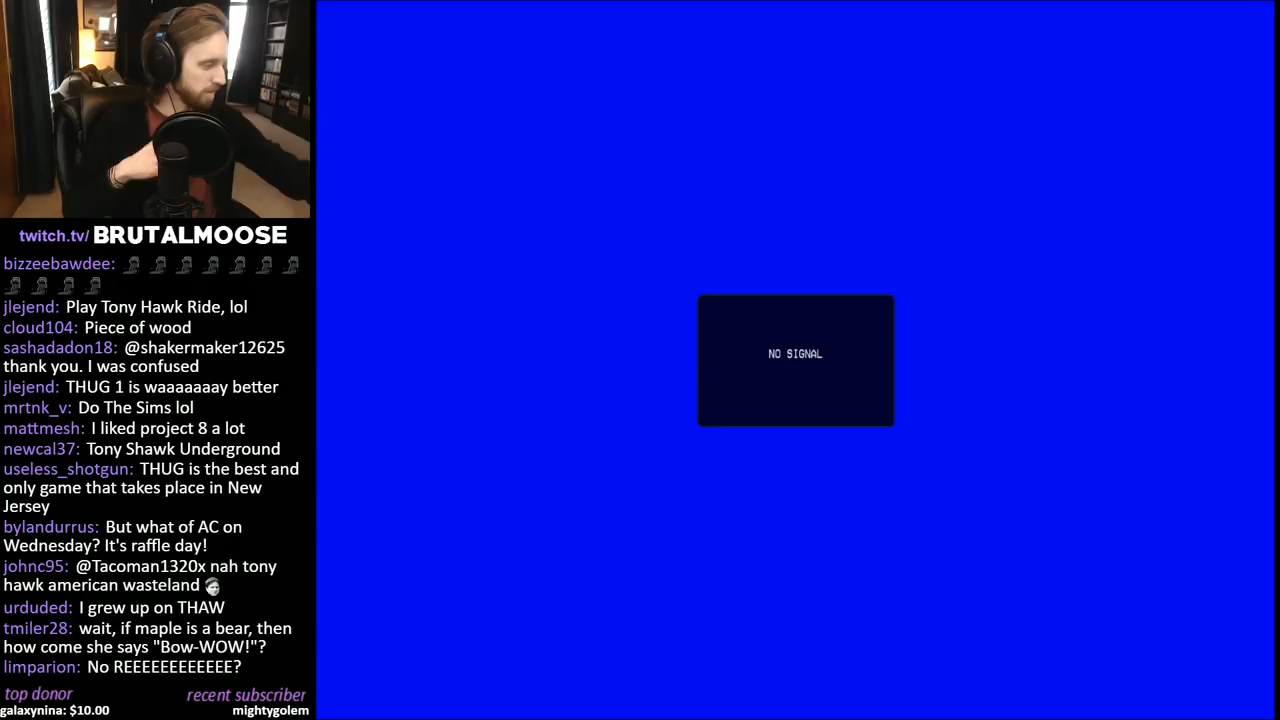 twitch.tv/ BRUTALMOOSE
bizzeebawdee:
jlejend: Play Tony Hawk Ride, lol
cloud104: Piece of wood
sashadadon18: @shakermaker12625
thank you. I was confused
jlejend: THUG 1 is waaaaaaay better
mrtnk_v: Do The Sims lol
mattmesh: I liked project 8 a lot
newcal37: Tony Shawk Underground
useless_shotgun: THUG is the best and
only game that takes place in New
Jersey
bylandurrus: But what of AC on
Wednesday? It's raffle day!
johnc95: @Tacoman1320x nah tony
hawk american wasteland
urduded: I grew up on THAW
tmiler28: wait, if maple is a bear, then
how come she says "Bow-WOW!"?
limparion: No REEEEEEEEEEEE?
top donor recent subscriber
galaxynina: $10.00 mightygolem
NO SIGNAL